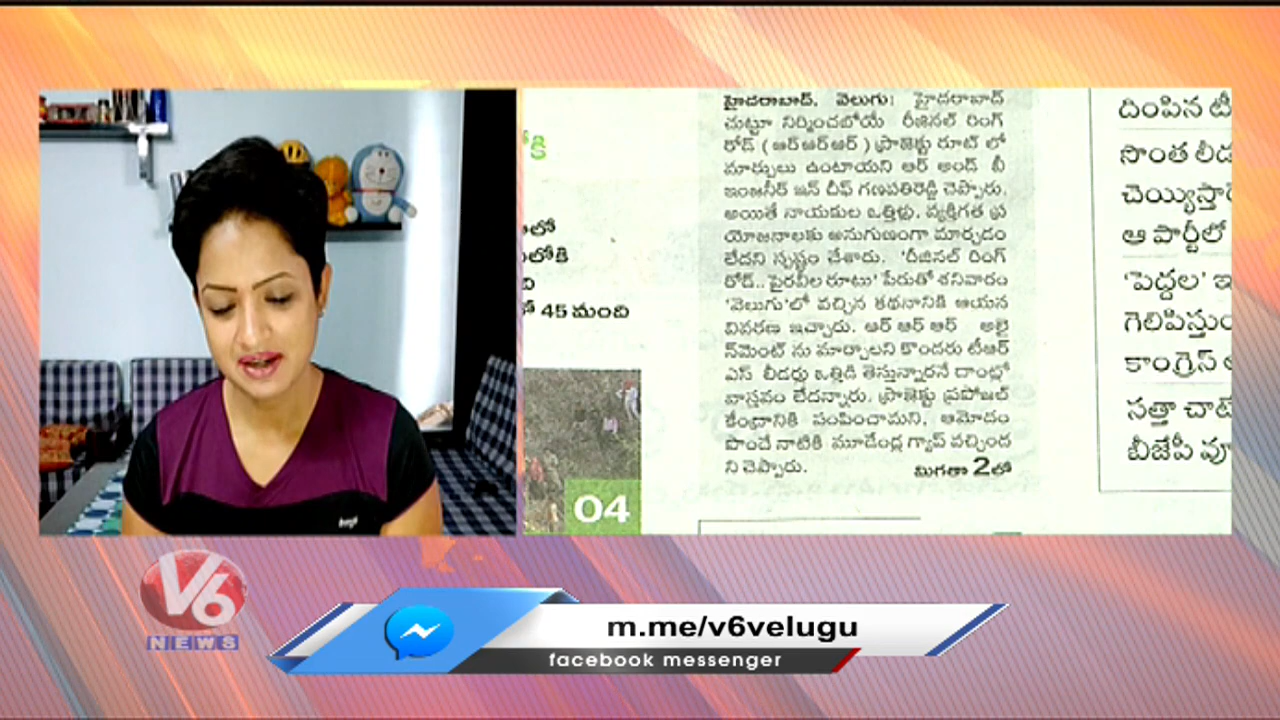 హైదరాబాద్, వెలుగు: హైదరాబాద్
చుట్టూ నిర్మించబోయే రీజినల్ రింగ్
రోడ్ (ఆర్ఆర్ఆర్) ప్రాజెక్టు రూట్ లో
మార్పులు ఉంటాయని ఆర్ అండ్ బీ
ఇంజనీర్ ఇన్ చీఫ్ గణపతిరెడ్డి చెప్పారు.
అయితే నాయకుల ఒత్తిళ్లు, వ్యక్తిగత ప్ర
యోజనాలకు అనుగుణంగా మార్చడం
లేదని స్పష్టం చేశారు. 'రీజినల్ రింగ్
రోడ్.. పైరవీల రూటు' పేరుతో శనివారం
'వెలుగు'లో వచ్చిన కథనానికి ఆయన
వివరణ ఇచ్చారు. ఆర్ ఆర్ ఆర్ అలై
న్‌మెంట్ ను మార్చాలని కొందరు టీఆర్
ఎస్ లీడర్లు ఒత్తిడి తెస్తున్నారనే దాంట్లో
వాస్తవం లేదన్నారు. ప్రాజెక్టు ప్రపోజల్
కేంద్రానికి పంపించామని, ఆమోదం
పొందే నాటికి మూడేండ్ల గ్యాప్ వచ్చింద
ని చెప్పారు. మిగతా 2లో
45 మంది
04
దింపిన టీ
సొంత లీడ
చెయ్యిస్తా
ఆ పార్టీలో
'పెద్దల' ఇ
గెలిపిస్తుం
కాంగ్రెస్
సత్తా చాటే
బీజేపీ వూ
V6
NEWS
m.me/v6velugu
facebook messenger